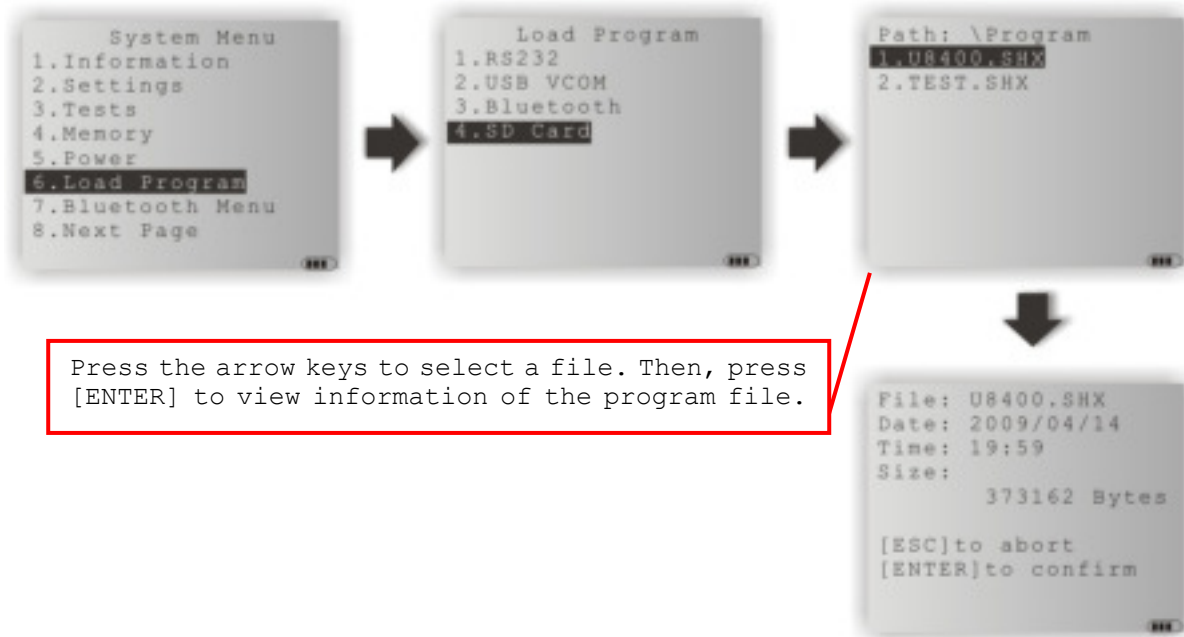 System Menu
1.Information
2.Settings
3.Tests
4.Memory
5.Power
6.Load Program
7.Bluetooth Menu
8.Next Page
Load Program
1.RS232
2.USB VCOM
3.Bluetooth
4.SD Card
Path: \Program
1.U8400.SHX
2.TEST.SHX
Press the arrow keys to select a file. Then, press
[ENTER] to view information of the program file.
File: U8400.SHX
Date: 2009/04/14
Time: 19:59
Size:
373162 Bytes
[ESC]to abort
[ENTER]to confirm